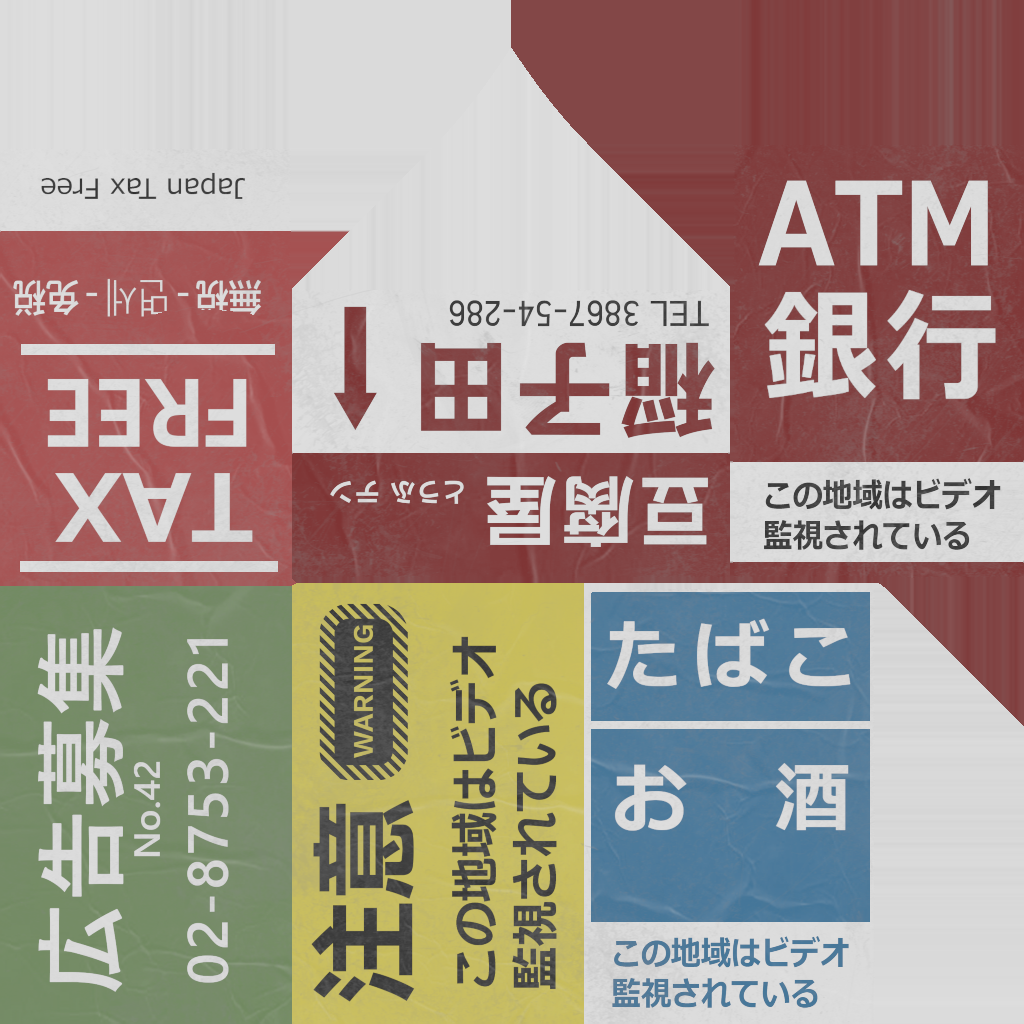 TAX
FREE
無税 - 면세 - 免税
Japan Tax Free
豆腐屋 とうふ テン
稲子田
TEL 3867-54-286
ATM
銀行
この地域はビデオ
監視されている
広告募集
No.42
02-8753-221
注意 WARNING
この地域はビデオ
監視されている
たばこ
お 酒
この地域はビデオ
監視されている